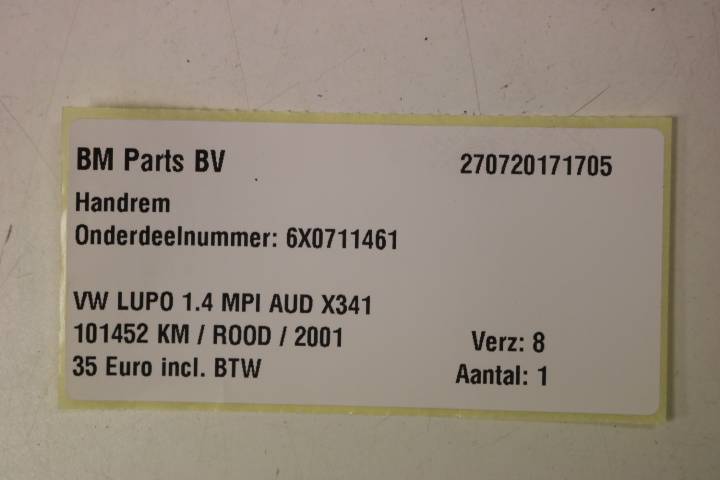 BM Parts BV 270720171705
Handrem
Onderdeelnummer: 6X0711461
VW LUPO 1.4 MPI AUD X341
101452 KM / ROOD / 2001 Verz: 8
35 Euro incl. BTW Aantal: 1